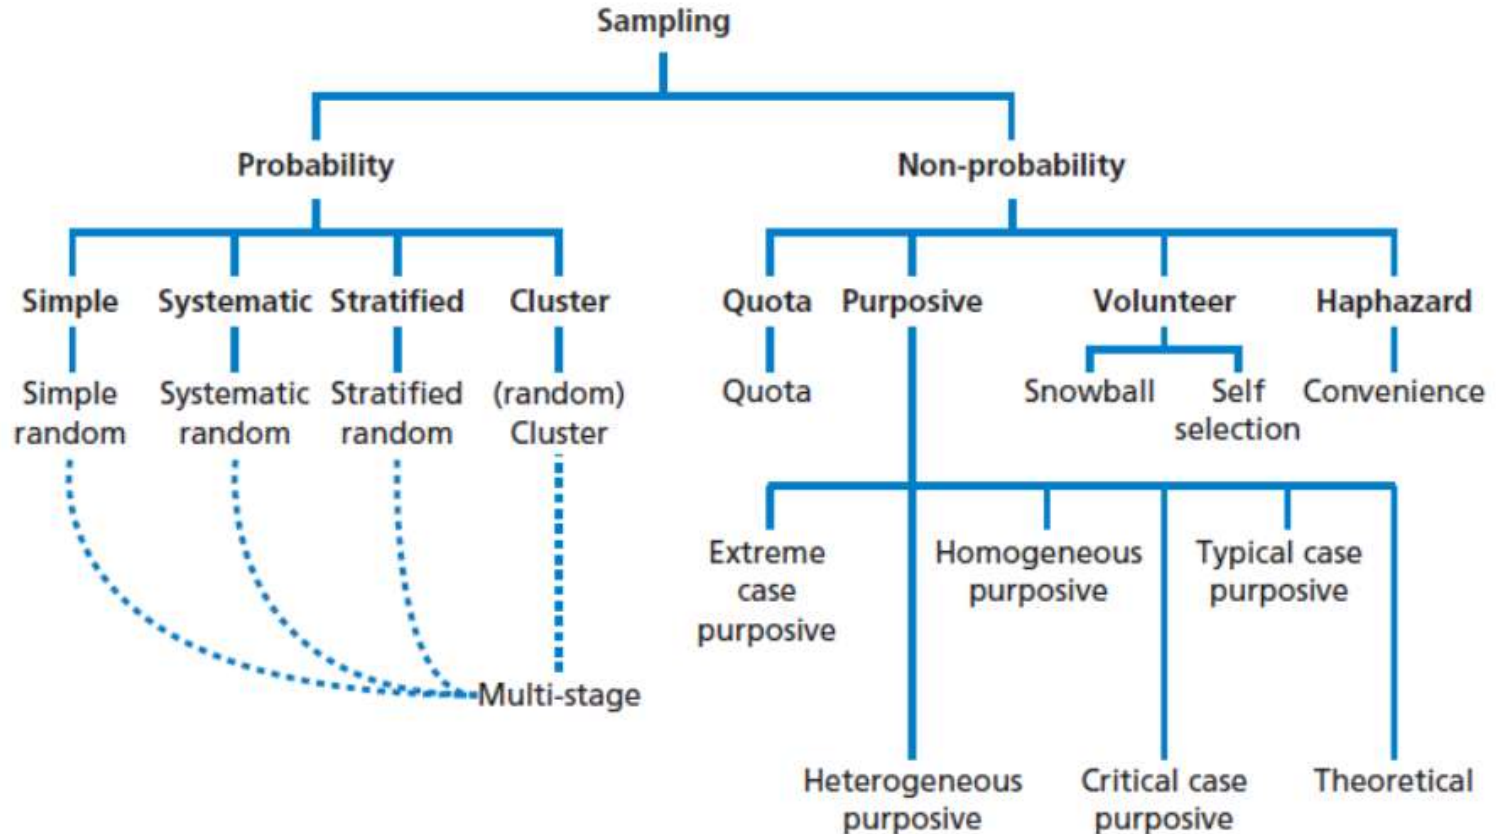 Sampling
Probability
Non-probability
Simple
Systematic
Stratified
Cluster
Quota
Purposive
Volunteer
Haphazard
Simple
random
Systematic
random
Stratified
random
(random)
Cluster
Quota
Snowball
Self
selection
Convenience
Extreme
case
purposive
Homogeneous
purposive
Typical case
purposive
Multi-stage
Heterogeneous
purposive
Critical case
purposive
Theoretical